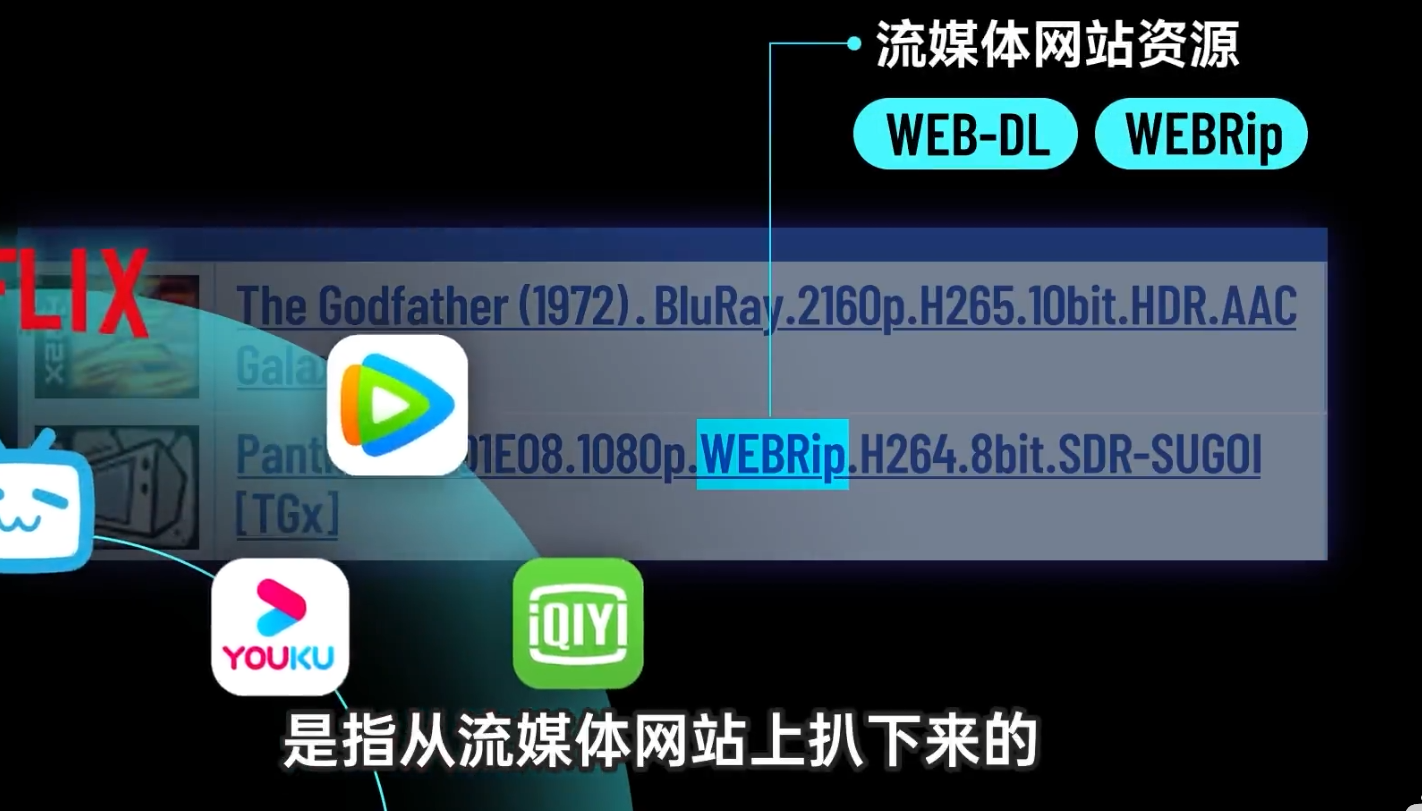 流媒体网站资源
WEB-DL WEBRip
FLIX
The Godfather (1972). BluRay.2160p.H265.10bit.HDR.AAC
Gala
Pant 01E08.1080p.WEBRip.H264.8bit.SDR-SUGOI
[TGx]
YOUKU
iQIYI
是指从流媒体网站上扒下来的